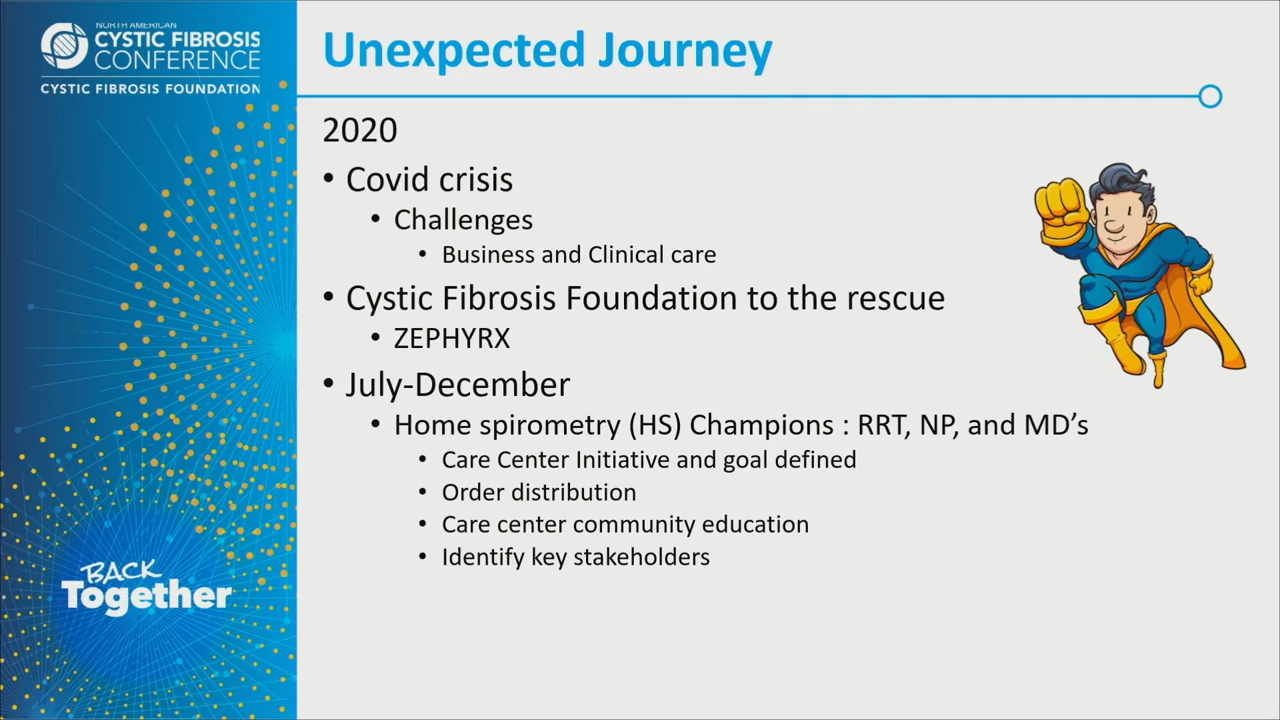 NORTH AMERICAN
CYSTIC FIBROSIS
CONFERENCE
CYSTIC FIBROSIS FOUNDATION
Unexpected Journey
2020
• Covid crisis
• Challenges
• Business and Clinical care
• Cystic Fibrosis Foundation to the rescue
• ZEPHYRX
• July-December
• Home spirometry (HS) Champions : RRT, NP, and MD’s
• Care Center Initiative and goal defined
• Order distribution
• Care center community education
• Identify key stakeholders
BACK
Together